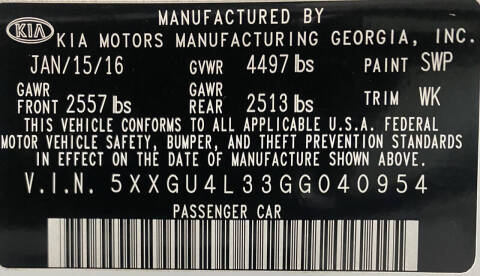 MANUFACTURED BY
KIA KIA MOTORS MANUFACTURING GEORGIA, INC.
JAN/15/16 GVWR 4497 lbs PAINT SWP
GAWR FRONT 2557 lbs GAWR REAR 2513 lbs TRIM WK
THIS VEHICLE CONFORMS TO ALL APPLICABLE U.S.A. FEDERAL
MOTOR VEHICLE SAFETY, BUMPER, AND THEFT PREVENTION STANDARDS
IN EFFECT ON THE DATE OF MANUFACTURE SHOWN ABOVE.
V.I.N. 5XXGU4L33GG040954
PASSENGER CAR